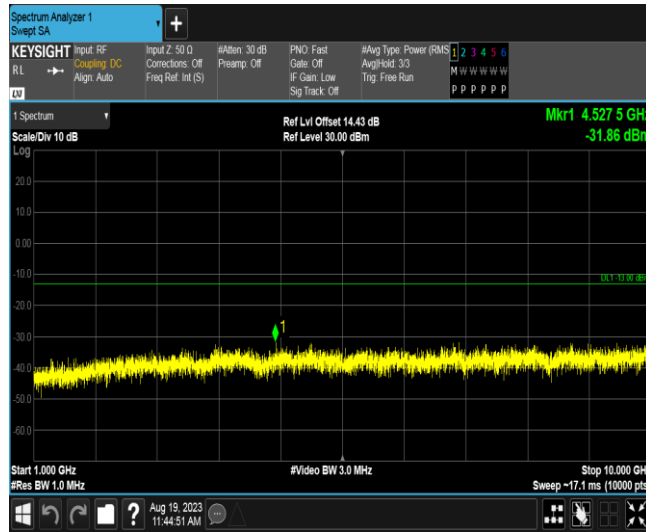 Spectrum Analyzer 1
Swept SA
+
KEYSIGHT
RL
LXI
Input: RF
Coupling: DC
Align: Auto
Input Z: 50 Ω
Corrections: Off
Freq Ref: Int (S)
#Atten: 30 dB
Preamp: Off
PNO: Fast
Gate: Off
IF Gain: Low
Sig Track: Off
#Avg Type: Power (RMS
Avg|Hold: 3/3
Trig: Free Run
1 2 3 4 5 6
M W W W W W
P P P P P P
1 Spectrum
Scale/Div 10 dB
Log
Ref Lvl Offset 14.43 dB
Ref Level 30.00 dBm
Mkr1 4.527 5 GHz
-31.86 dBm
20.0
10.0
0.00
-10.0
DL1 -13.00 dBm
-20.0
1
-30.0
-40.0
-50.0
-60.0
Start 1.000 GHz
#Res BW 1.0 MHz
#Video BW 3.0 MHz
Stop 10.000 GHz
Sweep ~17.1 ms (10000 pts
?
Aug 19, 2023
11:44:51 AM